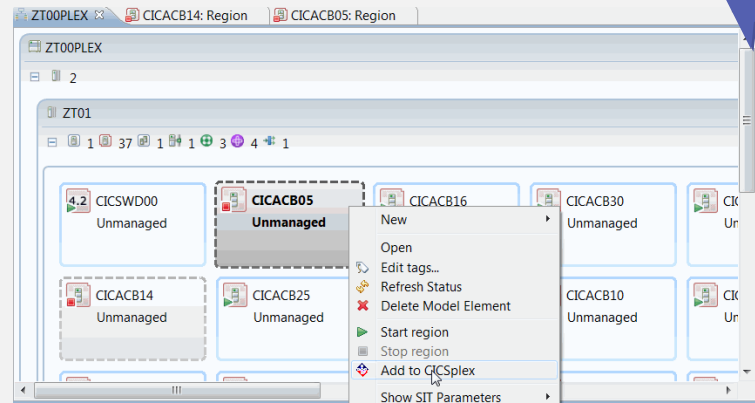 ZT00PLEX CICACB14: Region CICACB05: Region
ZT00PLEX
2
ZT01
1 37 1 1 3 4 1
4.2 CICSWD00 CICACB05 CICACB16 CICACB30
Unmanaged Unmanaged Unmanaged
New
Open
Edit tags...
Refresh Status
CICACB14 CICACB25 CICACB10
Delete Model Element
Unmanaged Unmanaged Unmanaged
Start region
Stop region
Add to CICSplex
Show SIT Parameters